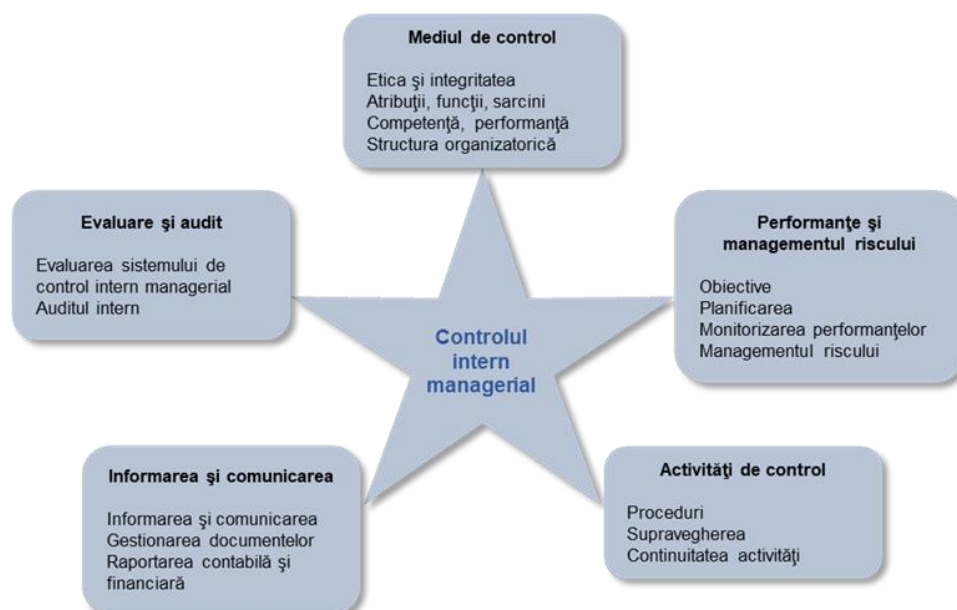 Mediul de control
Etica şi integritatea
Atribuţii, funcţii, sarcini
Competenţă, performanţă
Structura organizatorică
Evaluare şi audit
Evaluarea sistemului de
control intern managerial
Auditul intern
Performanţe şi
managementul riscului
Obiective
Planificarea
Monitorizarea performanţelor
Managementul riscului
Controlul
intern
managerial
Informarea şi comunicarea
Informarea şi comunicarea
Gestionarea documentelor
Raportarea contabilă şi
financiară
Activităţi de control
Proceduri
Supravegherea
Continuitatea activităţi